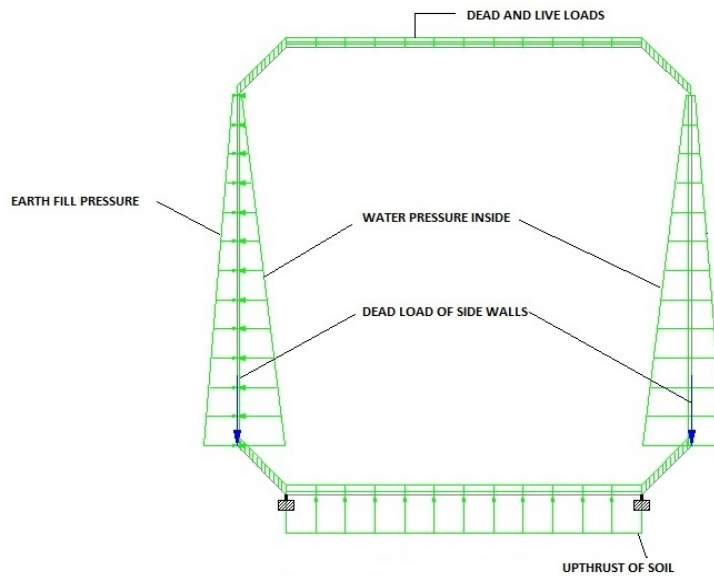 DEAD AND LIVE LOADS
EARTH FILL PRESSURE
WATER PRESSURE INSIDE
DEAD LOAD OF SIDE WALLS
UPTHRUST OF SOIL